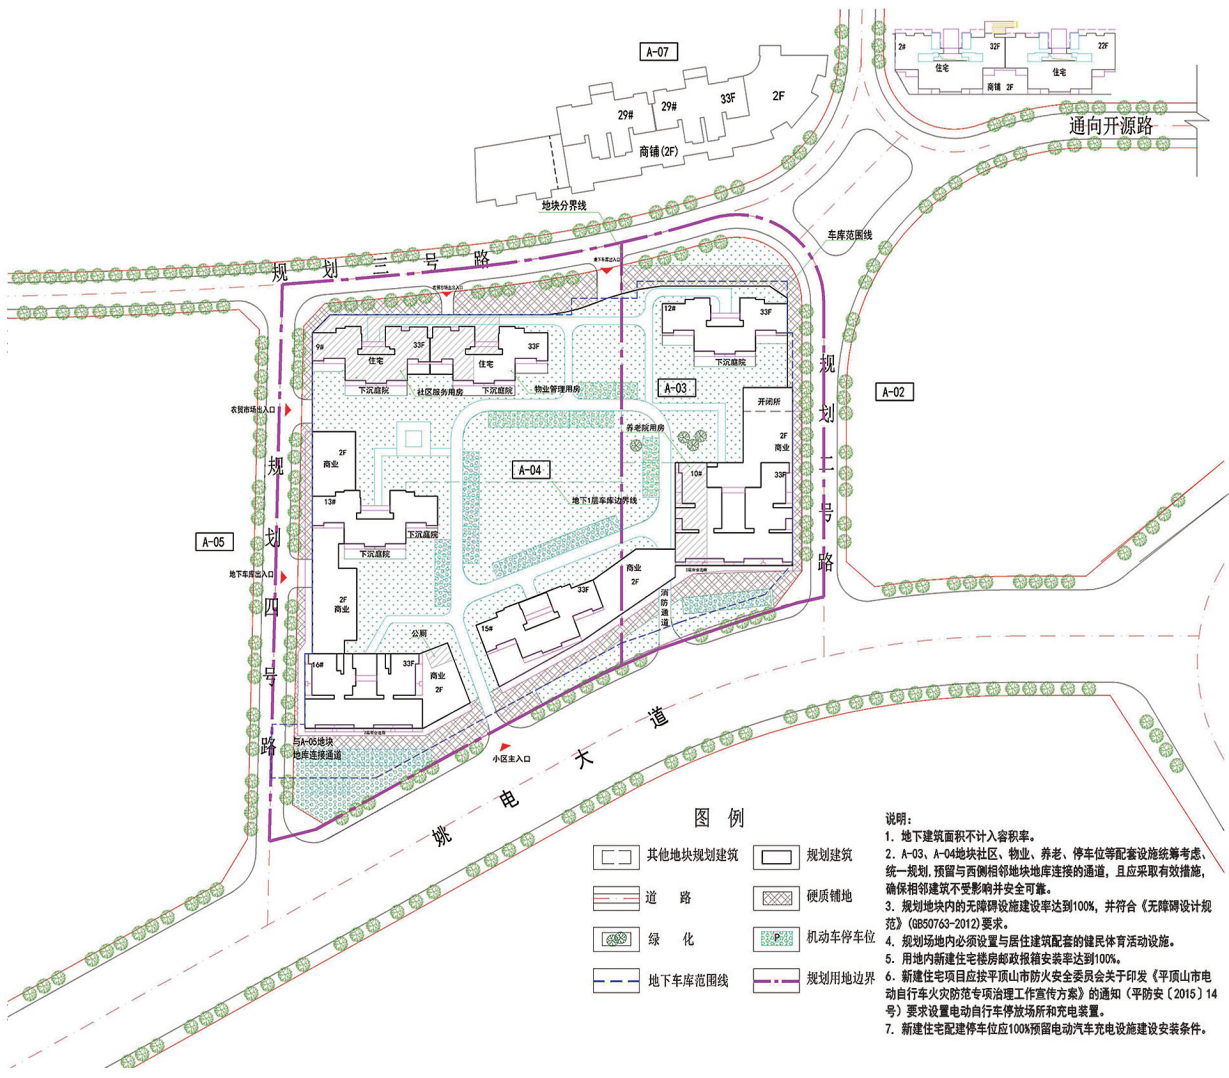 A-07
29#
29#
33F
2F
商铺(2F)
2#
32F
22F
住宅
住宅
商铺 2F
通向开源路
地块分界线
车库范围线
规划三号路
地下车库出入口
农贸市场出入口
12#
33F
下沉庭院
9#
33F
33F
住宅
住宅
下沉庭院
社区服务用房
下沉庭院
物业管理用房
A-03
开闭所
A-02
规划二号路
农贸市场出入口
养老院用房
2F
商业
2F
商业
A-04
10#
33F
规划四号路
13#
地下1层车库边界线
A-05
下沉庭院
下沉庭院
地下车库出入口
商业
2F
33F
消防通道
2F
商业
15#
公厕
16#
33F
商业
2F
与A-05地块
地库连接通道
小区主入口
姚电大道
图 例
其他地块规划建筑
规划建筑
道 路
硬质铺地
绿 化
P
机动车停车位
地下车库范围线
规划用地边界
说明:
1. 地下建筑面积不计入容积率。
2. A-03、A-04地块社区、物业、养老、停车位等配套设施统筹考虑、
统一规划, 预留与西侧相邻地块地库连接的通道, 且应采取有效措施,
确保相邻建筑不受影响并安全可靠。
3. 规划地块内的无障碍设施建设率达到100%, 并符合《无障碍设计规
范》(GB50763-2012)要求。
4. 规划场地内必须设置与居住建筑配套的健民体育活动设施。
5. 用地内新建住宅楼房邮政报箱安装率达到100%。
6. 新建住宅项目应按平顶山市防火安全委员会关于印发《平顶山市电
动自行车火灾防范专项治理工作宣传方案》的通知 (平防安〔2015〕14
号) 要求设置电动自行车停放场所和充电装置。
7. 新建住宅配建停车位应100%预留电动汽车充电设施建设安装条件。